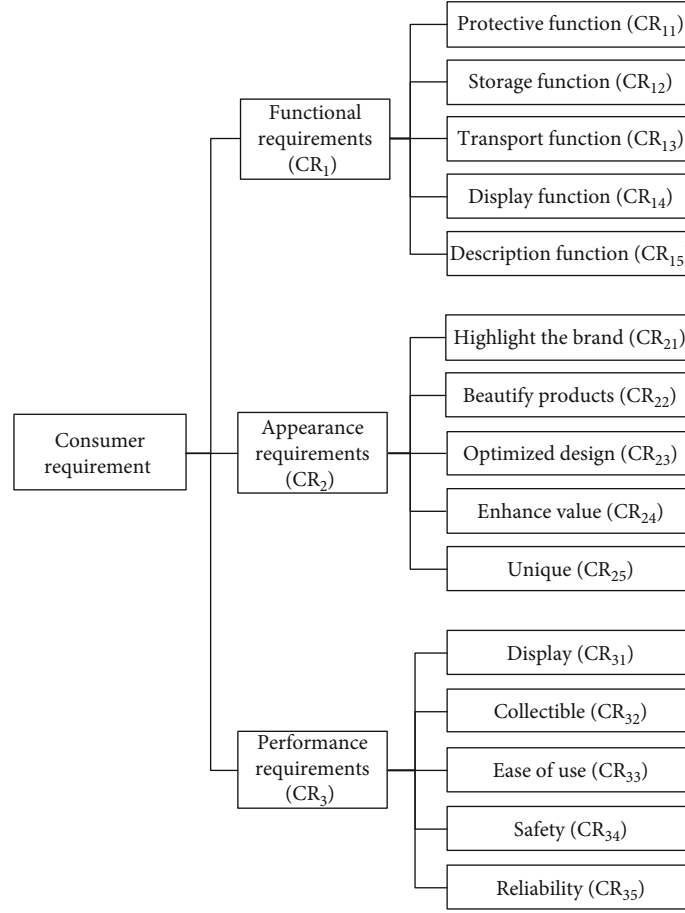 Consumer
requirement
Functional
requirements
(CR₁)
Protective function (CR₁₁)
Storage function (CR₁₂)
Transport function (CR₁₃)
Display function (CR₁₄)
Description function (CR₁₅
Appearance
requirements
(CR₂)
Highlight the brand (CR₂₁)
Beautify products (CR₂₂)
Optimized design (CR₂₃)
Enhance value (CR₂₄)
Unique (CR₂₅)
Performance
requirements
(CR₃)
Display (CR₃₁)
Collectible (CR₃₂)
Ease of use (CR₃₃)
Safety (CR₃₄)
Reliability (CR₃₅)